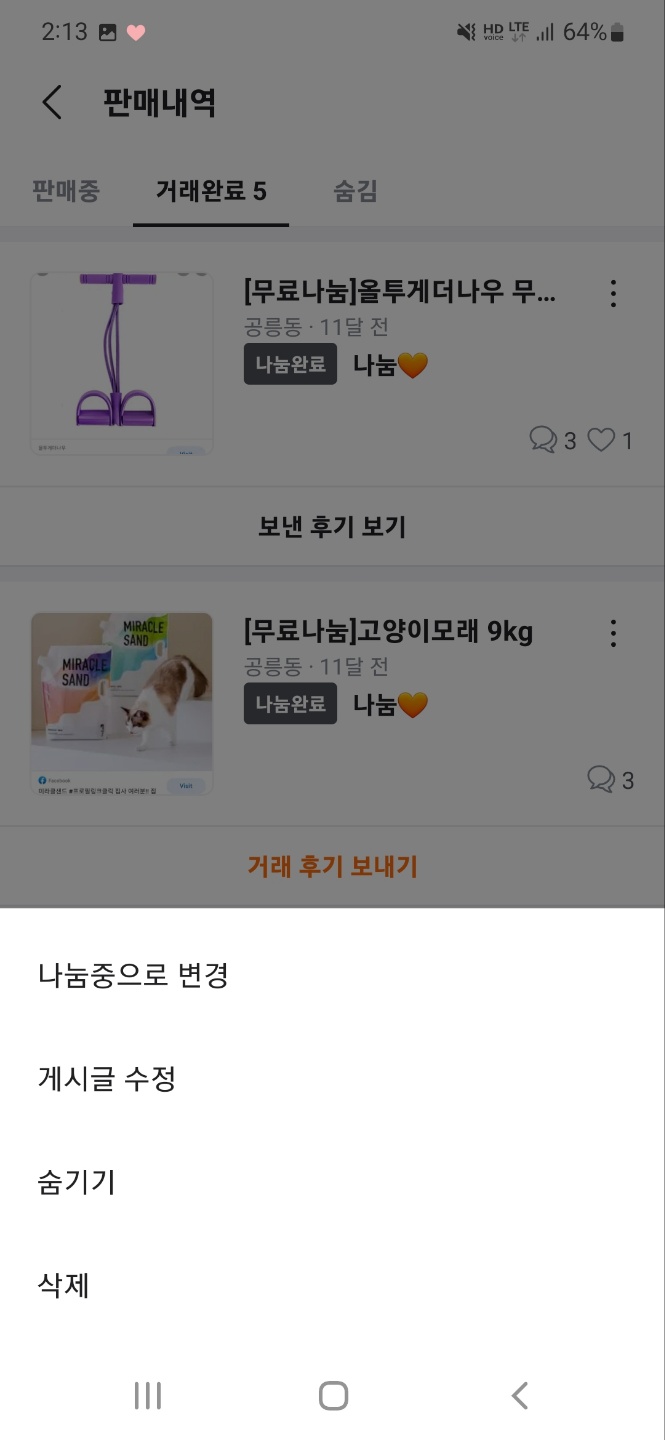 2:13
HD voice LTE 64%
판매내역
판매중 거래완료 5 숨김
[무료나눔]올투게더나우 무...
공릉동 · 11달 전
나눔완료 나눔🧡
3 1
보낸 후기 보기
MIRACLE SAND
MIRACLE SAND
Facebook
Visit
[무료나눔]고양이모래 9kg
공릉동 · 11달 전
나눔완료 나눔🧡
3
거래 후기 보내기
나눔중으로 변경
게시글 수정
숨기기
삭제